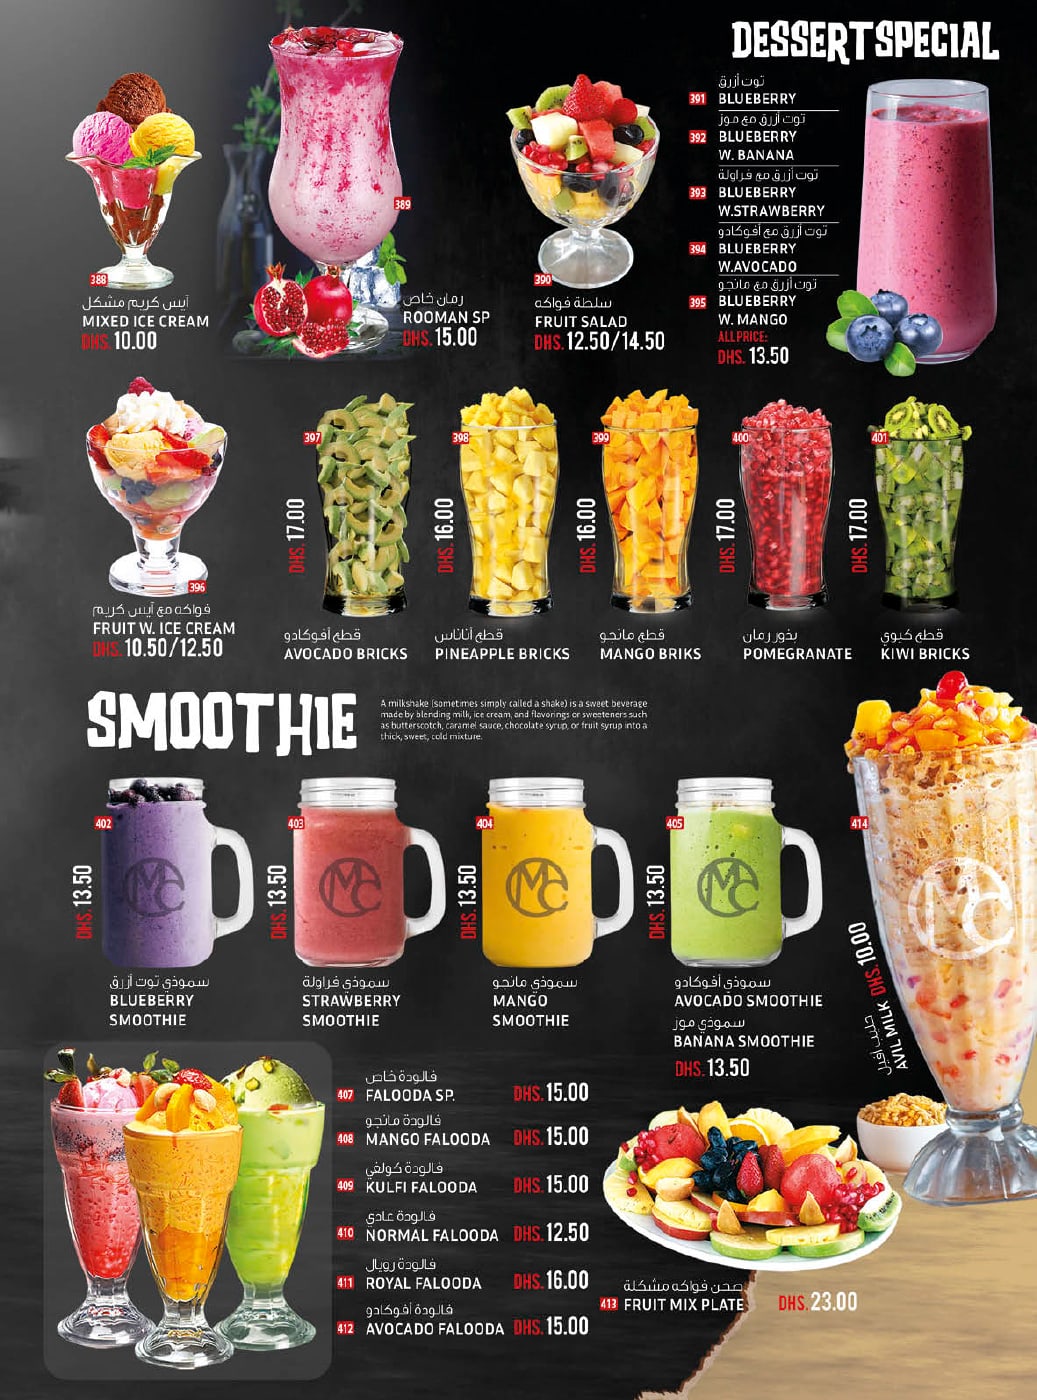 DESSERT SPECIAL
388
آيس كريم مشكل
MIXED ICE CREAM
DHS. 10.00
389
رمان خاص
ROOMAN SP
DHS. 15.00
390
سلطة فواكه
FRUIT SALAD
DHS. 12.50/14.50
توت أزرق
391 BLUEBERRY
توت أزرق مع موز
392 BLUEBERRY
W. BANANA
توت أزرق مع فراولة
393 BLUEBERRY
W.STRAWBERRY
توت أزرق مع أفوكادو
394 BLUEBERRY
W.AVOCADO
توت أزرق مع مانجو
395 BLUEBERRY
W. MANGO
ALL PRICE:
DHS. 13.50
396
فواكه مع آيس كريم
FRUIT W. ICE CREAM
DHS. 10.50/12.50
397
DHS. 17.00
قطع أفوكادو
AVOCADO BRICKS
398
DHS. 16.00
قطع أناناس
PINEAPPLE BRICKS
399
DHS. 16.00
قطع مانجو
MANGO BRIKS
400
DHS. 17.00
بذور رمان
POMEGRANATE
401
DHS. 17.00
قطع كيوي
KIWI BRICKS
SMOOTHIE
A milkshake (sometimes simply called a shake) is a sweet beverage
made by blending milk, ice cream, and flavorings or sweeteners such
as butterscotch, caramel sauce, chocolate syrup, or fruit syrup into a
thick, sweet, cold mixture.
402
DHS. 13.50
MC
سموذي توت أزرق
BLUEBERRY
SMOOTHIE
403
DHS. 13.50
MC
سموذي فراولة
STRAWBERRY
SMOOTHIE
404
DHS. 13.50
MC
سموذي مانجو
MANGO
SMOOTHIE
405
DHS. 13.50
MC
سموذي أفوكادو
AVOCADO SMOOTHIE
سموذي موز
BANANA SMOOTHIE
DHS. 13.50
414
MC
حليب أفيل
AVIL MILK DHS. 10.00
فالودة خاص
407 FALOODA SP. DHS. 15.00
فالودة مانجو
408 MANGO FALOODA DHS. 15.00
فالودة كولفي
409 KULFI FALOODA DHS. 15.00
فالودة عادي
410 NORMAL FALOODA DHS. 12.50
فالودة رويال
411 ROYAL FALOODA DHS. 16.00
فالودة أفوكادو
412 AVOCADO FALOODA DHS. 15.00
صحن فواكه مشكلة
413 FRUIT MIX PLATE DHS. 23.00